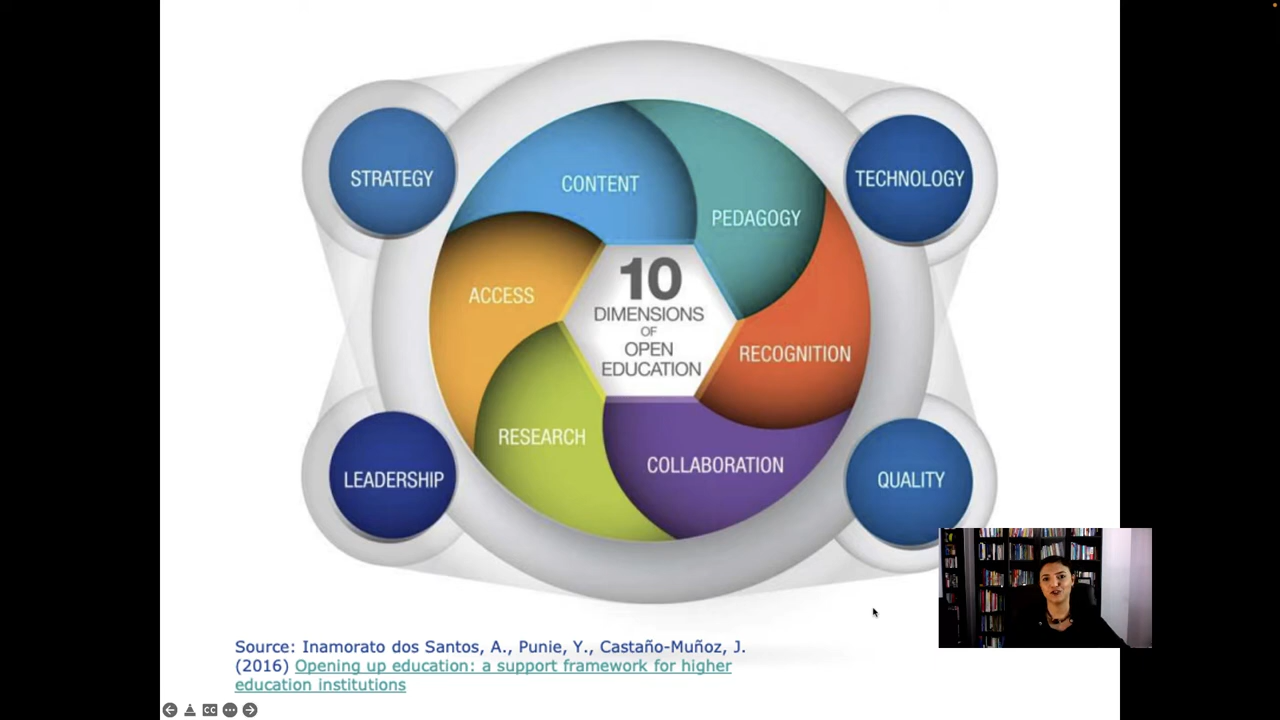 STRATEGY
TECHNOLOGY
CONTENT
PEDAGOGY
ACCESS
10
DIMENSIONS
OF
OPEN
EDUCATION
RECOGNITION
RESEARCH
COLLABORATION
LEADERSHIP
QUALITY
Source: Inamorato dos Santos, A., Punie, Y., Castaño-Muñoz, J.
(2016) Opening up education: a support framework for higher
education institutions
CC